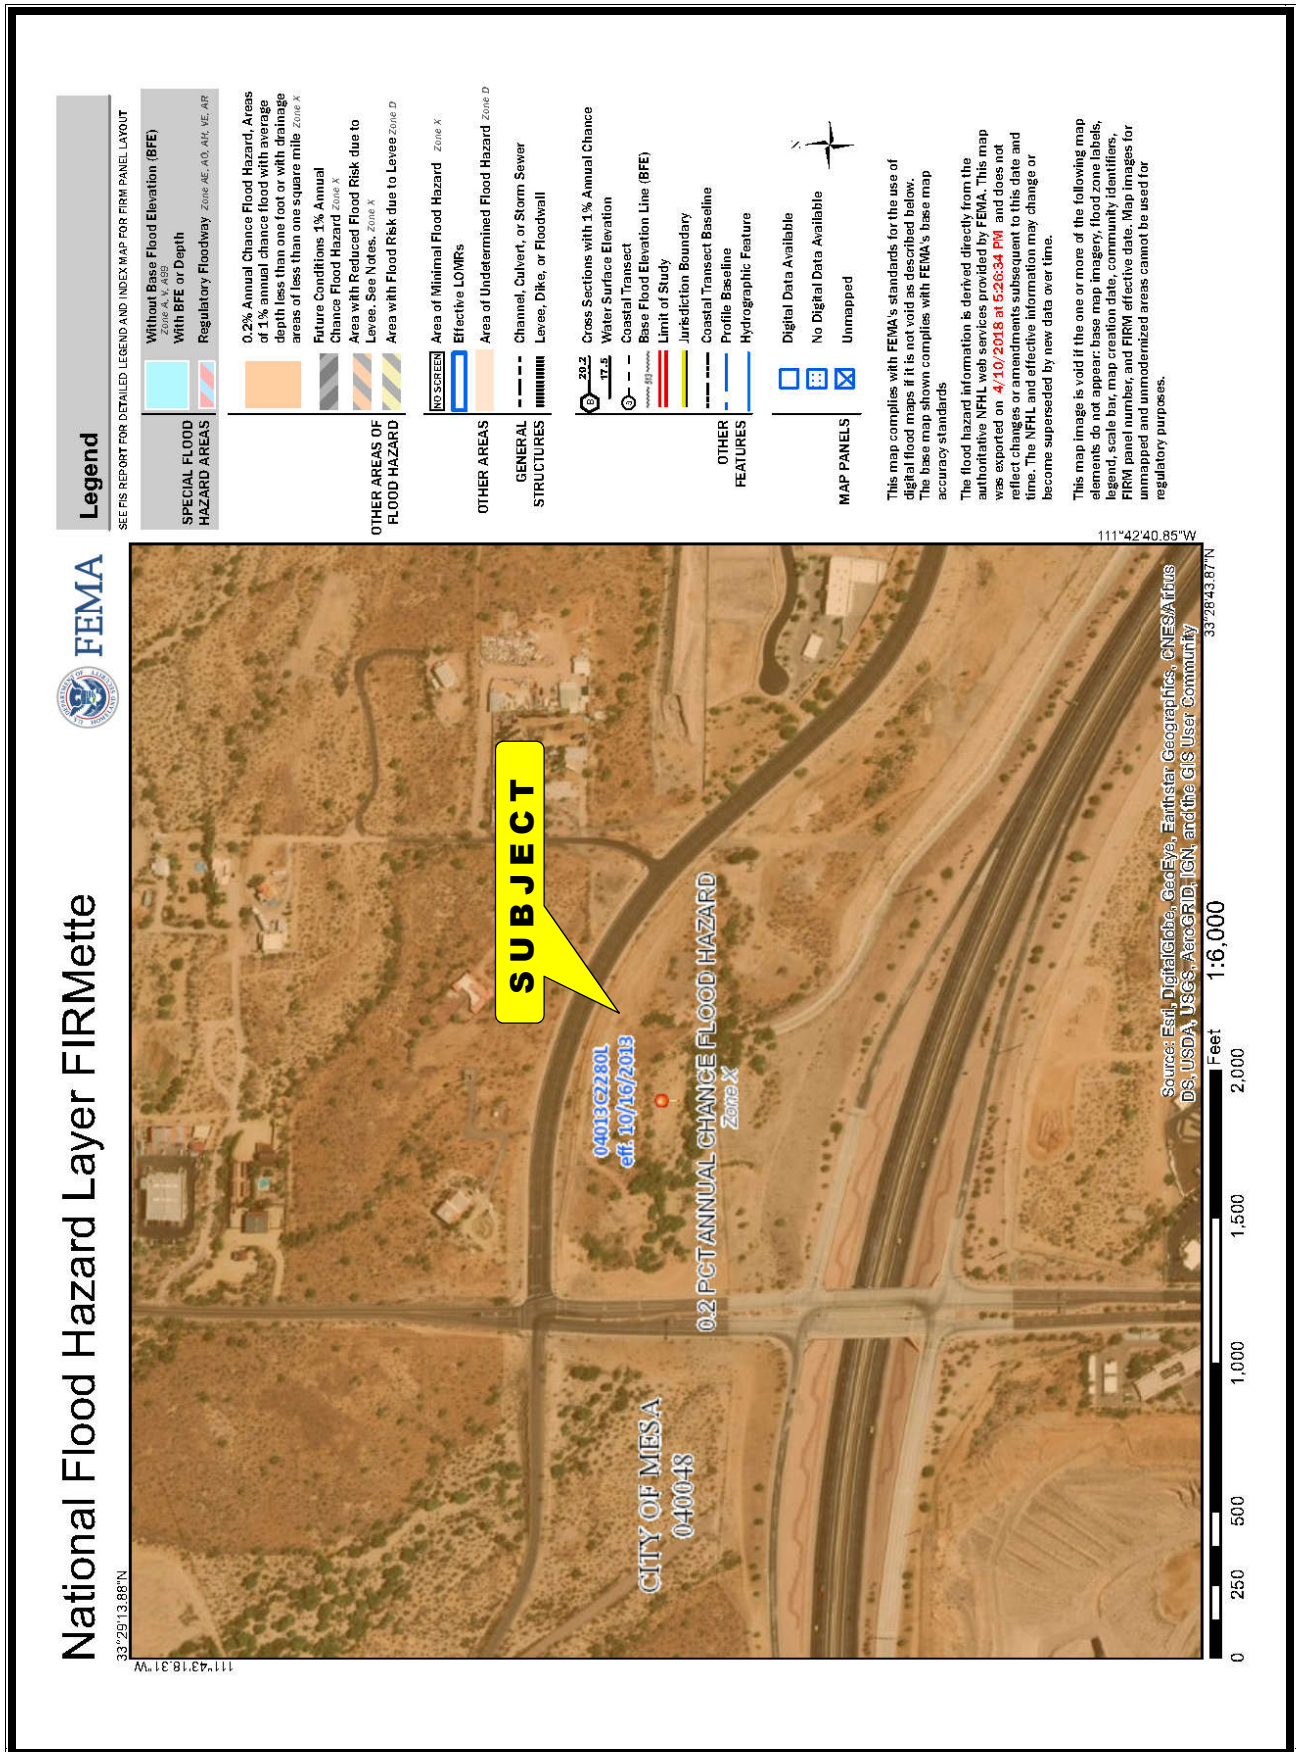 National Flood Hazard Layer FIRMette
FEMA
U.S. DEPARTMENT OF HOMELAND SECURITY
33°29'13.88"N
111°43'18.31"W
SUBJECT
04013C2280L
eff. 10/16/2013
0.2 PCT ANNUAL CHANCE FLOOD HAZARD
Zone X
CITY OF MESA
040048
Source: Esri, DigitalGlobe, GeoEye, Earthstar Geographics, CNES/Airbus
DS, USDA, USGS, AeroGRID, IGN, and the GIS User Community
111°42'40.85"W
33°28'43.87"N
Feet
1:6,000
0
250
500
1,000
1,500
2,000
Legend
SEE FIS REPORT FOR DETAILED LEGEND AND INDEX MAP FOR FIRM PANEL LAYOUT
SPECIAL FLOOD
HAZARD AREAS
Without Base Flood Elevation (BFE)
Zone A, V, A99
With BFE or Depth
Regulatory Floodway Zone AE, AO, AH, VE, AR
OTHER AREAS OF
FLOOD HAZARD
0.2% Annual Chance Flood Hazard, Areas
of 1% annual chance flood with average
depth less than one foot or with drainage
areas of less than one square mile Zone X
Future Conditions 1% Annual
Chance Flood Hazard Zone X
Area with Reduced Flood Risk due to
Levee. See Notes. Zone X
Area with Flood Risk due to Levee Zone D
OTHER AREAS
NO SCREEN
Area of Minimal Flood Hazard Zone X
Effective LOMRs
Area of Undetermined Flood Hazard Zone D
GENERAL
STRUCTURES
Channel, Culvert, or Storm Sewer
Levee, Dike, or Floodwall
OTHER
FEATURES
B 20.2
Cross Sections with 1% Annual Chance
17.5
Water Surface Elevation
Coastal Transect
513
Base Flood Elevation Line (BFE)
Limit of Study
Jurisdiction Boundary
Coastal Transect Baseline
Profile Baseline
Hydrographic Feature
MAP PANELS
Digital Data Available
No Digital Data Available
Unmapped
N
This map complies with FEMA's standards for the use of
digital flood maps if it is not void as described below.
The base map shown complies with FEMA's base map
accuracy standards
The flood hazard information is derived directly from the
authoritative NFHL web services provided by FEMA. This map
was exported on 4/10/2018 at 5:26:34 PM and does not
reflect changes or amendments subsequent to this date and
time. The NFHL and effective information may change or
become superseded by new data over time.
This map image is void if the one or more of the following map
elements do not appear: base map imagery, flood zone labels,
legend, scale bar, map creation date, community identifiers,
FIRM panel number, and FIRM effective date. Map images for
unmapped and unmodernized areas cannot be used for
regulatory purposes.